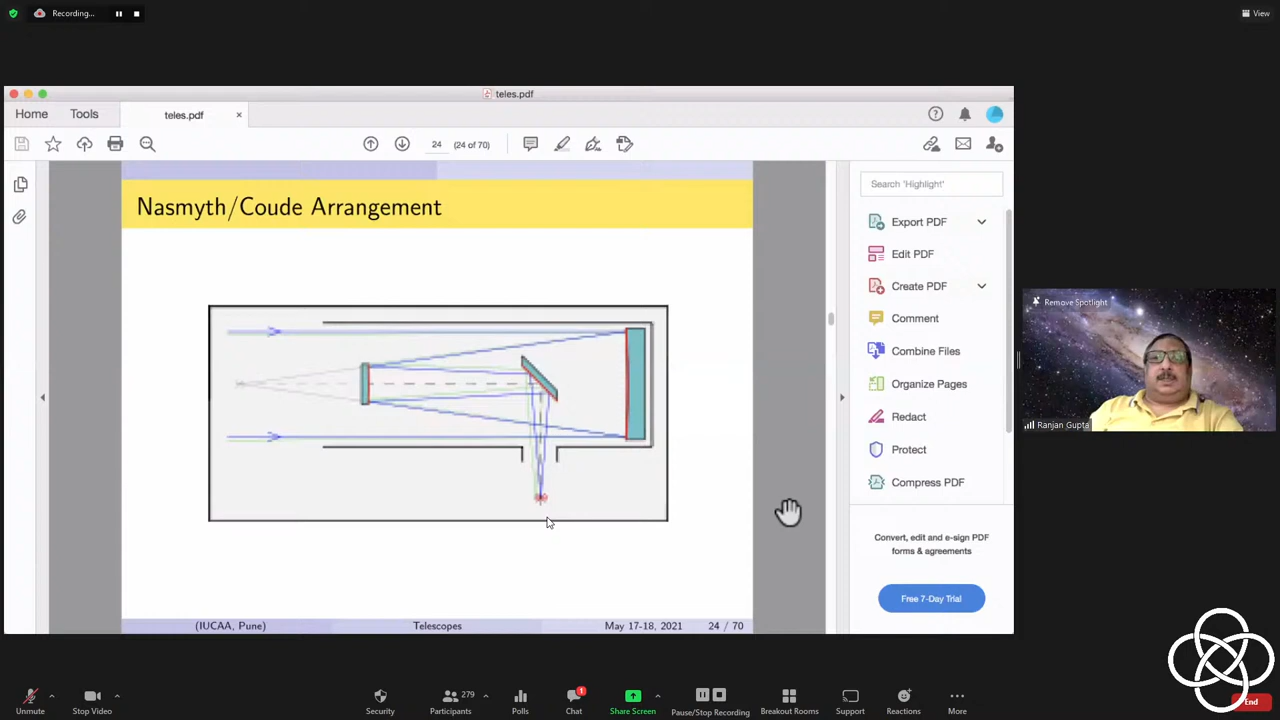 Recording...
View
teles.pdf
Home
Tools
teles.pdf
24
(24 of 70)
Nasmyth/Coude Arrangement
(IUCAA, Pune)
Telescopes
May 17-18, 2021
24 / 70
Search 'Highlight'
Export PDF
Edit PDF
Create PDF
Comment
Combine Files
Organize Pages
Redact
Protect
Compress PDF
Convert, edit and e-sign PDF
forms & agreements
Free 7-Day Trial
Remove Spotlight
Ranjan Gupta
Unmute
Stop Video
Security
Participants
279
Polls
Chat
1
Share Screen
Pause/Stop Recording
Breakout Rooms
Support
Reactions
More
End